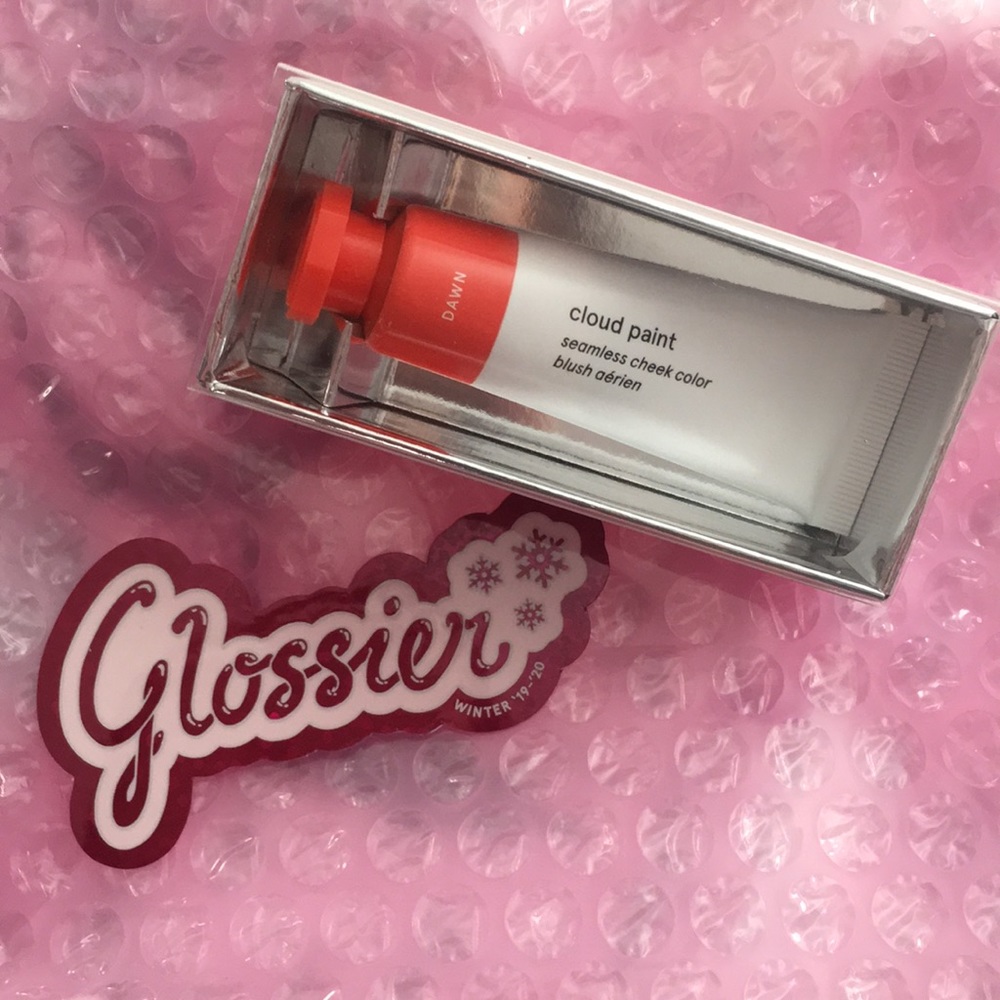 DAWN
cloud paint
seamless cheek color
blush aérien
Glossier
WINTER '19–'20